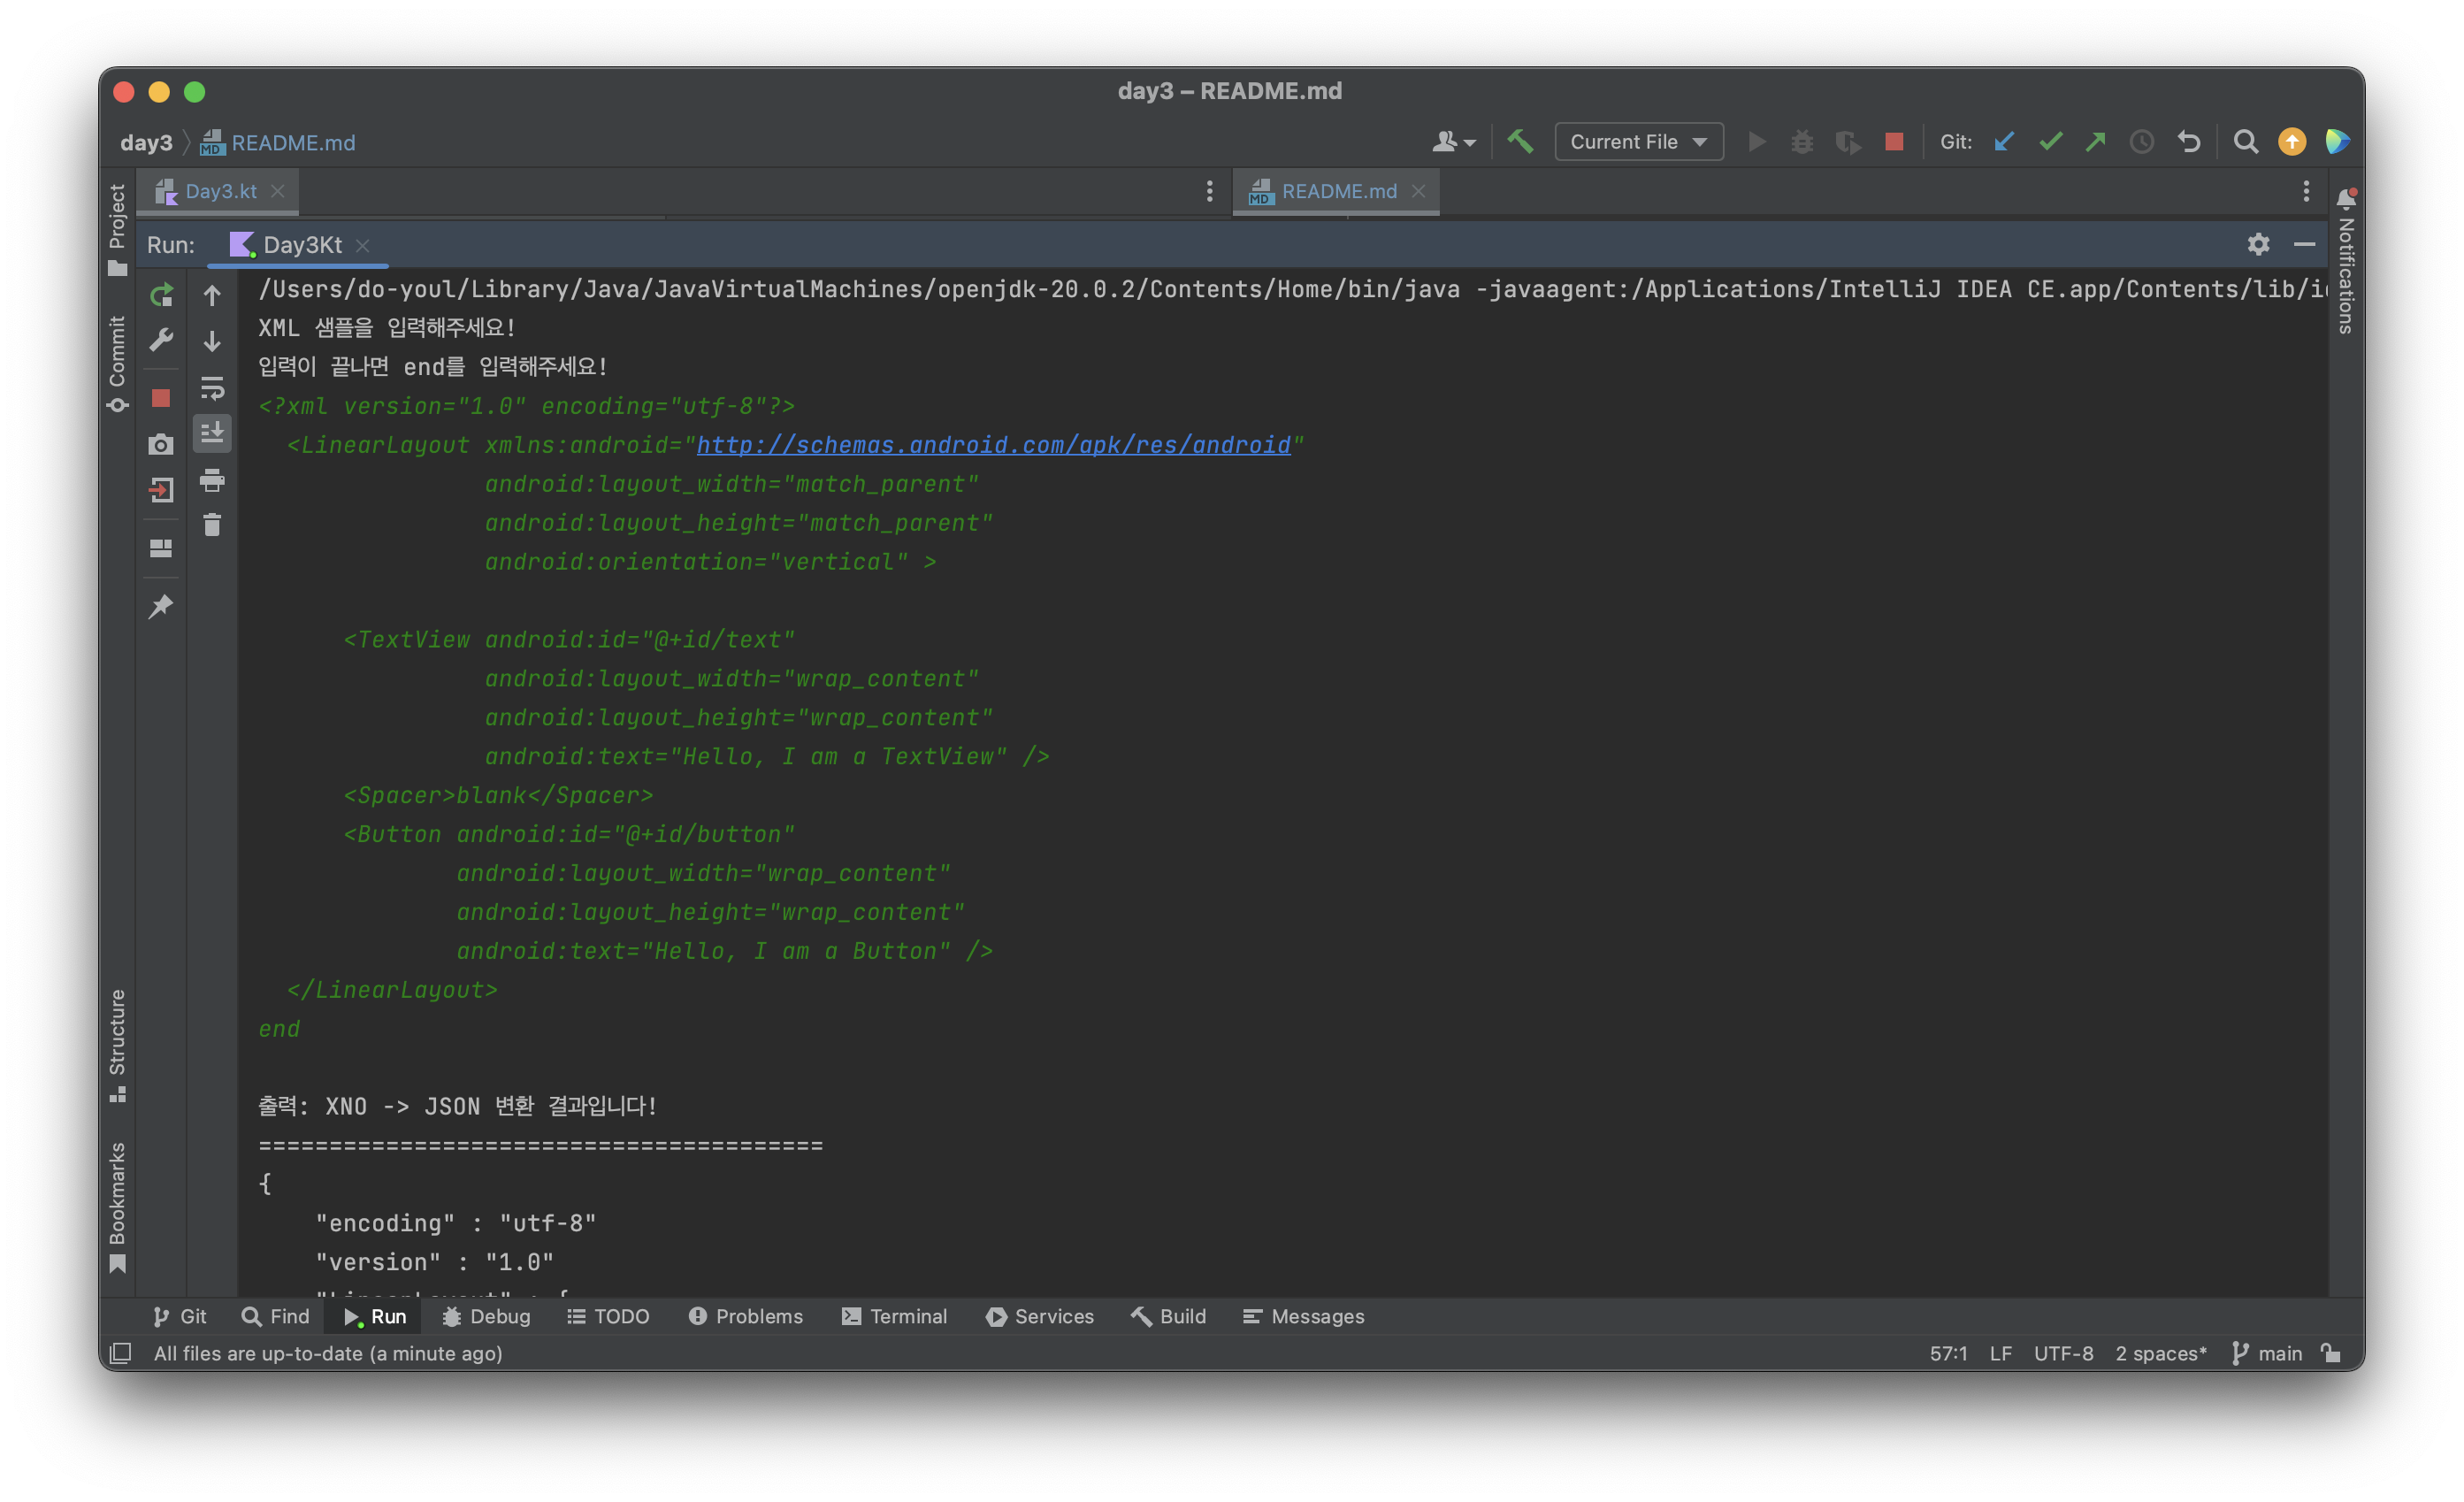 day3 – README.md
day3 README.md
Current File
Git:
Day3.kt
README.md
Project
Commit
Structure
Bookmarks
Notifications
Run: Day3Kt
/Users/do-youl/Library/Java/JavaVirtualMachines/openjdk-20.0.2/Contents/Home/bin/java -javaagent:/Applications/IntelliJ IDEA CE.app/Contents/lib/
XML 샘플을 입력해주세요!
입력이 끝나면 end를 입력해주세요!
<?xml version="1.0" encoding="utf-8"?>
  <LinearLayout xmlns:android="http://schemas.android.com/apk/res/android"
                android:layout_width="match_parent"
                android:layout_height="match_parent"
                android:orientation="vertical" >
      <TextView android:id="@+id/text"
                android:layout_width="wrap_content"
                android:layout_height="wrap_content"
                android:text="Hello, I am a TextView" />
      <Spacer>blank</Spacer>
      <Button android:id="@+id/button"
              android:layout_width="wrap_content"
              android:layout_height="wrap_content"
              android:text="Hello, I am a Button" />
  </LinearLayout>
end
출력: XNO -> JSON 변환 결과입니다!
========================================
{
    "encoding" : "utf-8"
    "version" : "1.0"
Git Find Run Debug TODO Problems Terminal Services Build Messages
All files are up-to-date (a minute ago)
57:1 LF UTF-8 2 spaces* main